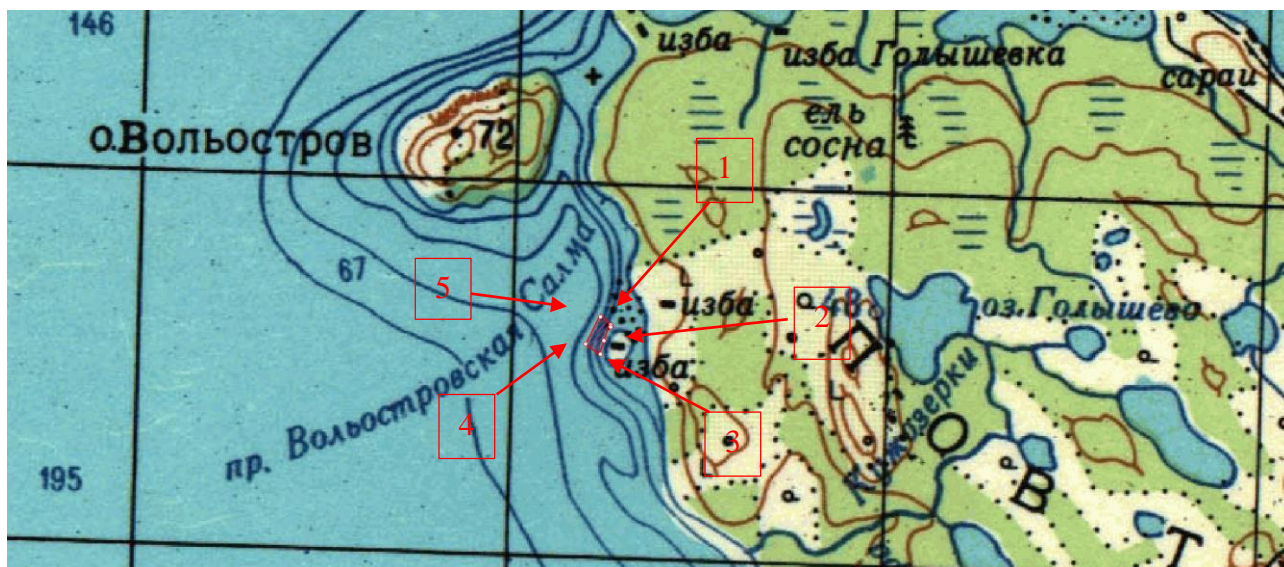 146
изба
изба Голышевка
сараи
о.Вольостров
72
ель
сосна
1
67
5
пр. Вольостровская Салма
изба
2
оз.Голышево
изба
П
4
3
Кужозерки
О
195
В
Т